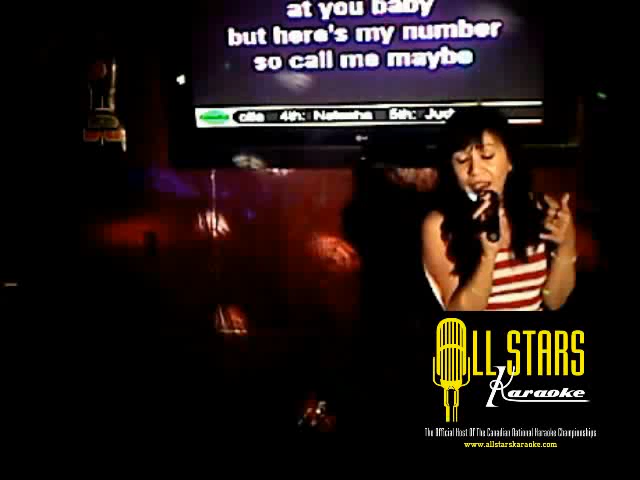 at you baby
but here's my number
so call me maybe
4th: Natasha 5th:
ALL STARS
Karaoke
The Official Host Of The Canadian National Karaoke Championships
www.allstarskaraoke.com